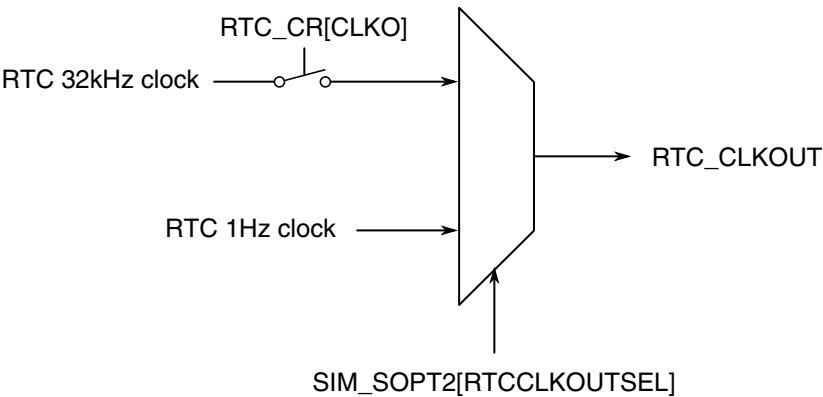 RTC_CR[CLKO]
RTC 32kHz clock
RTC_CLKOUT
RTC 1Hz clock
SIM_SOPT2[RTCCLKOUTSEL]